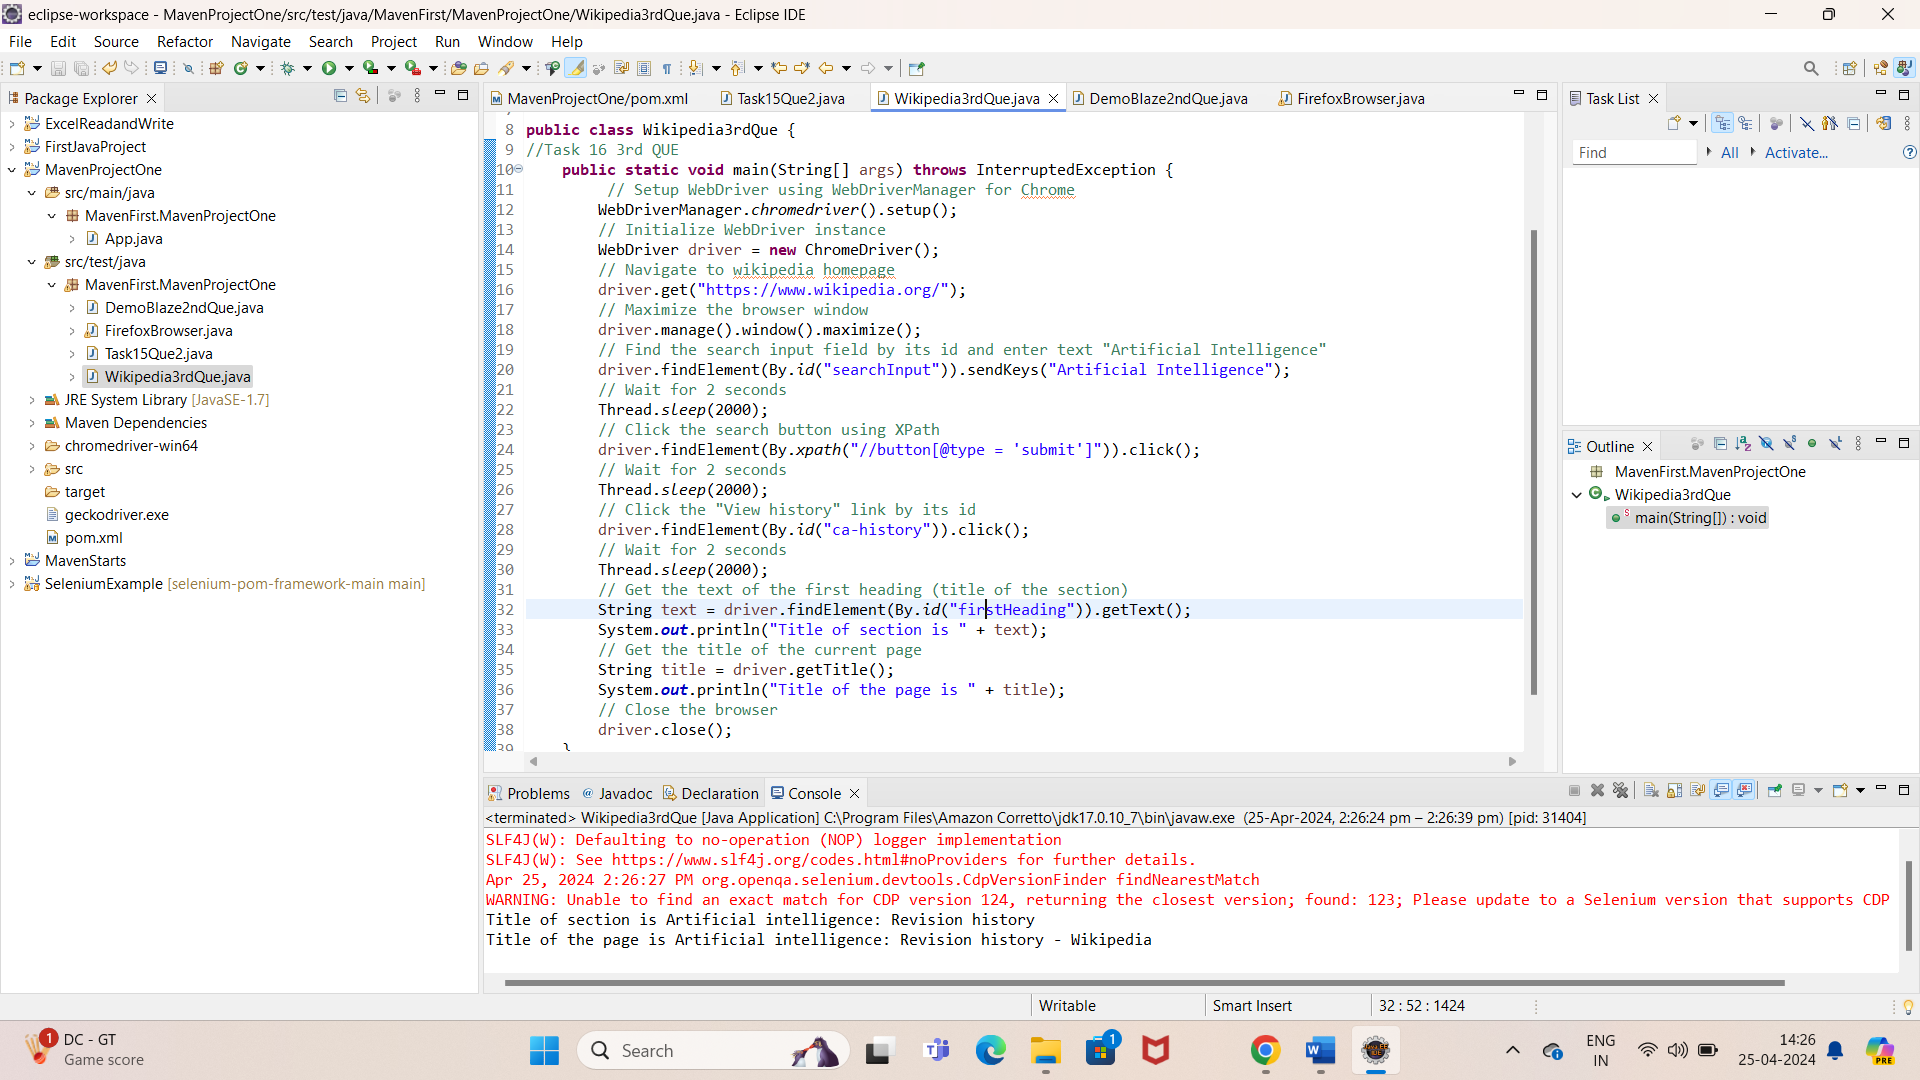 eclipse-workspace - MavenProjectOne/src/test/java/MavenFirst/MavenProjectOne/Wikipedia3rdQue.java - Eclipse IDE
File Edit Source Refactor Navigate Search Project Run Window Help
Package Explorer
ExcelReadandWrite
FirstJavaProject
MavenProjectOne
src/main/java
MavenFirst.MavenProjectOne
App.java
src/test/java
MavenFirst.MavenProjectOne
DemoBlaze2ndQue.java
FirefoxBrowser.java
Task15Que2.java
Wikipedia3rdQue.java
JRE System Library [JavaSE-1.7]
Maven Dependencies
chromedriver-win64
src
target
geckodriver.exe
pom.xml
MavenStarts
SeleniumExample [selenium-pom-framework-main main]
MavenProjectOne/pom.xml Task15Que2.java Wikipedia3rdQue.java DemoBlaze2ndQue.java FirefoxBrowser.java
8 public class Wikipedia3rdQue {
9 //Task 16 3rd QUE
10 public static void main(String[] args) throws InterruptedException {
11 // Setup WebDriver using WebDriverManager for Chrome
12 WebDriverManager.chromedriver().setup();
13 // Initialize WebDriver instance
14 WebDriver driver = new ChromeDriver();
15 // Navigate to wikipedia homepage
16 driver.get("https://www.wikipedia.org/");
17 // Maximize the browser window
18 driver.manage().window().maximize();
19 // Find the search input field by its id and enter text "Artificial Intelligence"
20 driver.findElement(By.id("searchInput")).sendKeys("Artificial Intelligence");
21 // Wait for 2 seconds
22 Thread.sleep(2000);
23 // Click the search button using XPath
24 driver.findElement(By.xpath("//button[@type = 'submit']")).click();
25 // Wait for 2 seconds
26 Thread.sleep(2000);
27 // Click the "View history" link by its id
28 driver.findElement(By.id("ca-history")).click();
29 // Wait for 2 seconds
30 Thread.sleep(2000);
31 // Get the text of the first heading (title of the section)
32 String text = driver.findElement(By.id("firstHeading")).getText();
33 System.out.println("Title of section is " + text);
34 // Get the title of the current page
35 String title = driver.getTitle();
36 System.out.println("Title of the page is " + title);
37 // Close the browser
38 driver.close();
39 }
Task List
Find All Activate...
Outline
MavenFirst.MavenProjectOne
Wikipedia3rdQue
main(String[]) : void
Problems Javadoc Declaration Console
<terminated> Wikipedia3rdQue [Java Application] C:\Program Files\Amazon Corretto\jdk17.0.10_7\bin\javaw.exe (25-Apr-2024, 2:26:24 pm – 2:26:39 pm) [pid: 31404]
SLF4J(W): Defaulting to no-operation (NOP) logger implementation
SLF4J(W): See https://www.slf4j.org/codes.html#noProviders for further details.
Apr 25, 2024 2:26:27 PM org.openqa.selenium.devtools.CdpVersionFinder findNearestMatch
WARNING: Unable to find an exact match for CDP version 124, returning the closest version; found: 123; Please update to a Selenium version that supports CDP
Title of section is Artificial intelligence: Revision history
Title of the page is Artificial intelligence: Revision history - Wikipedia
Writable Smart Insert 32 : 52 : 1424
1 DC - GT
Game score
Search
1
ENG
IN
14:26
25-04-2024
PRE